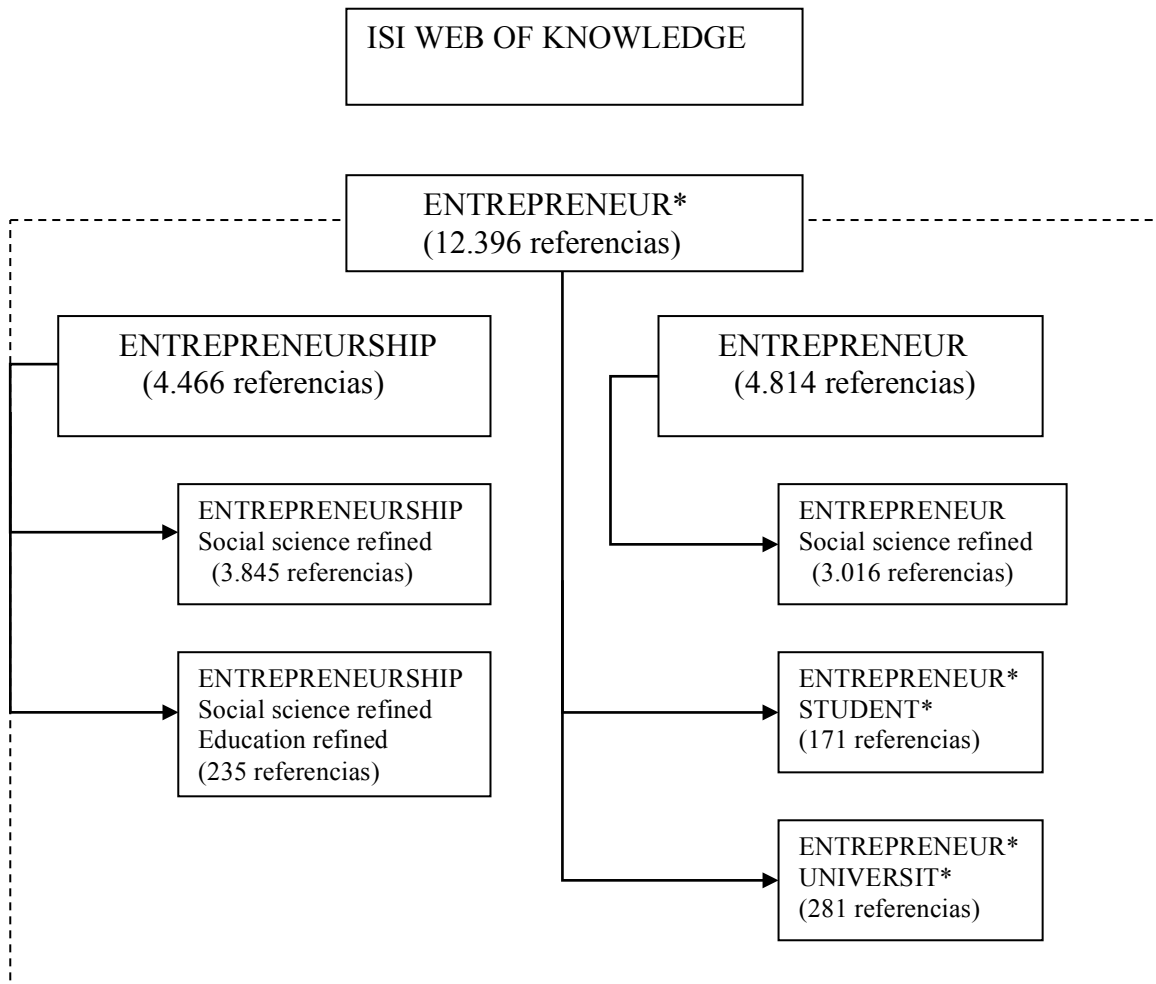 ISI WEB OF KNOWLEDGE
ENTREPRENEUR*
(12.396 referencias)
ENTREPRENEURSHIP
(4.466 referencias)
ENTREPRENEUR
(4.814 referencias)
ENTREPRENEURSHIP
Social science refined
(3.845 referencias)
ENTREPRENEUR
Social science refined
(3.016 referencias)
ENTREPRENEURSHIP
Social science refined
Education refined
(235 referencias)
ENTREPRENEUR*
STUDENT*
(171 referencias)
ENTREPRENEUR*
UNIVERSIT*
(281 referencias)